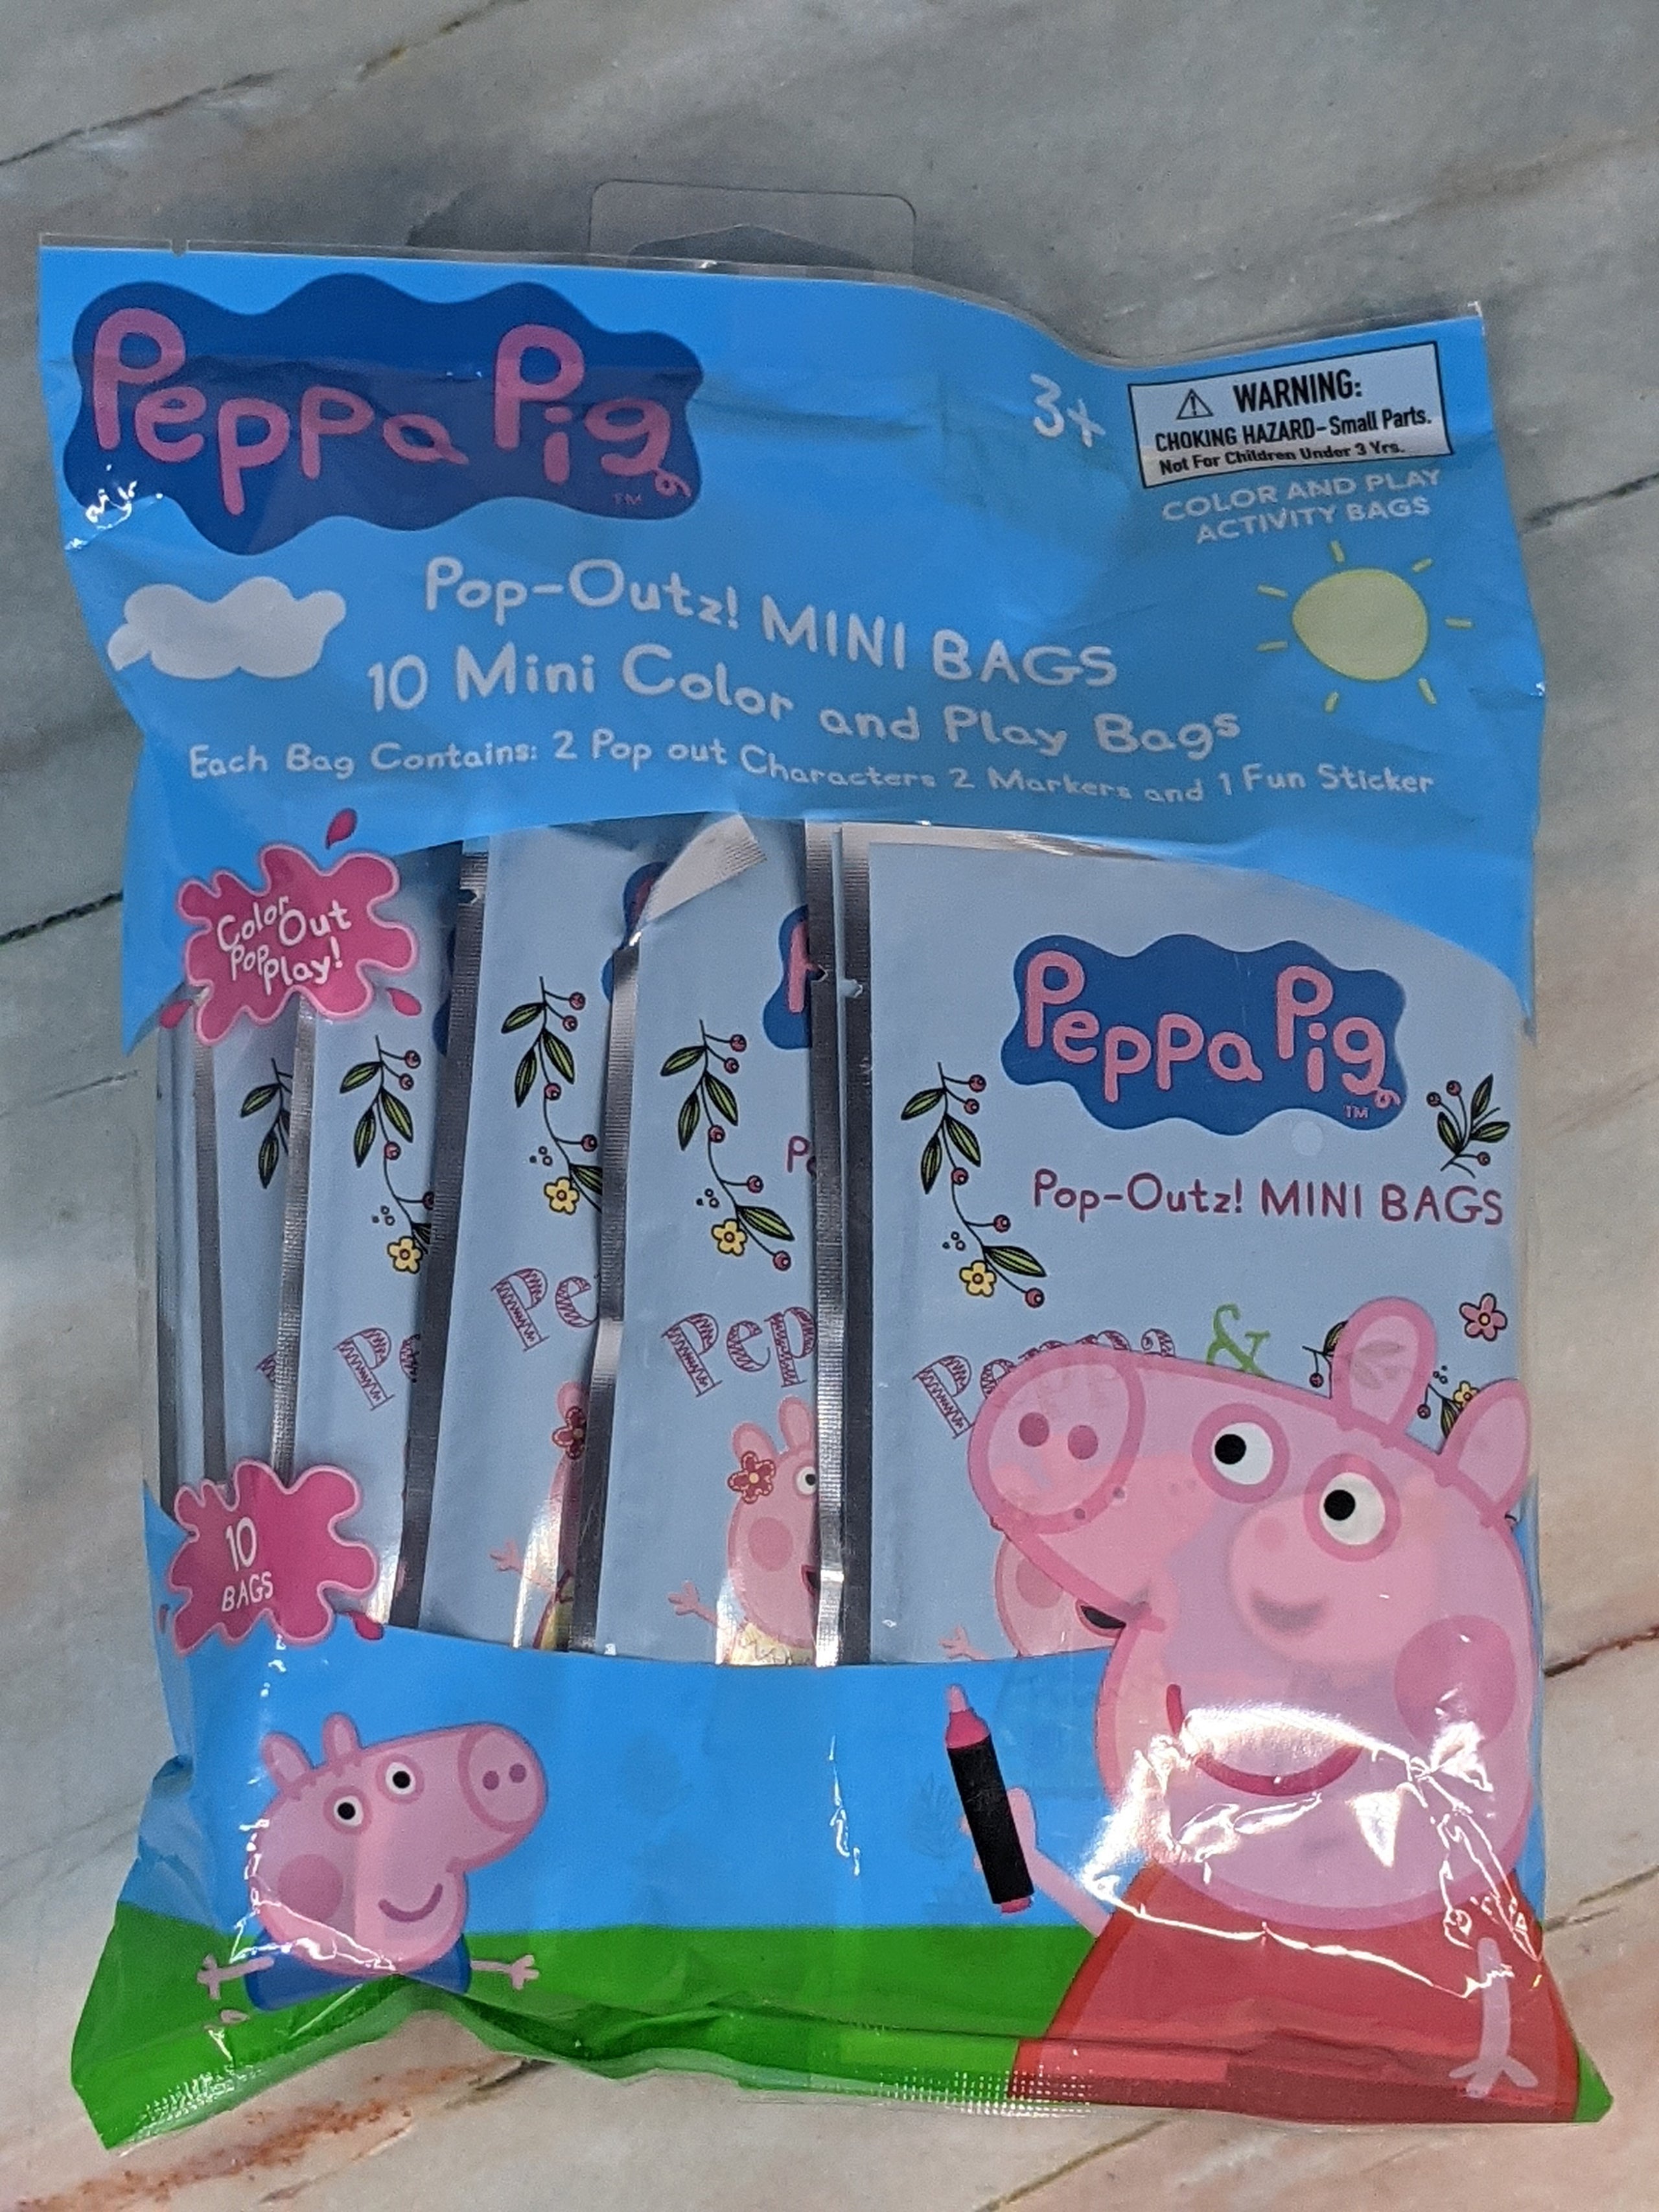 Peppa Pig
TM
3+
WARNING:
CHOKING HAZARD-Small Parts.
Not For Children Under 3 Yrs.
COLOR AND PLAY
ACTIVITY BAGS
Pop-Outz! MINI BAGS
10 Mini Color and Play Bags
Each Bag Contains: 2 Pop out Characters 2 Markers and 1 Fun Sticker
Color Out
Pop Play!
Peppa Pig
TM
Pop-Outz! MINI BAGS
&
10
BAGS